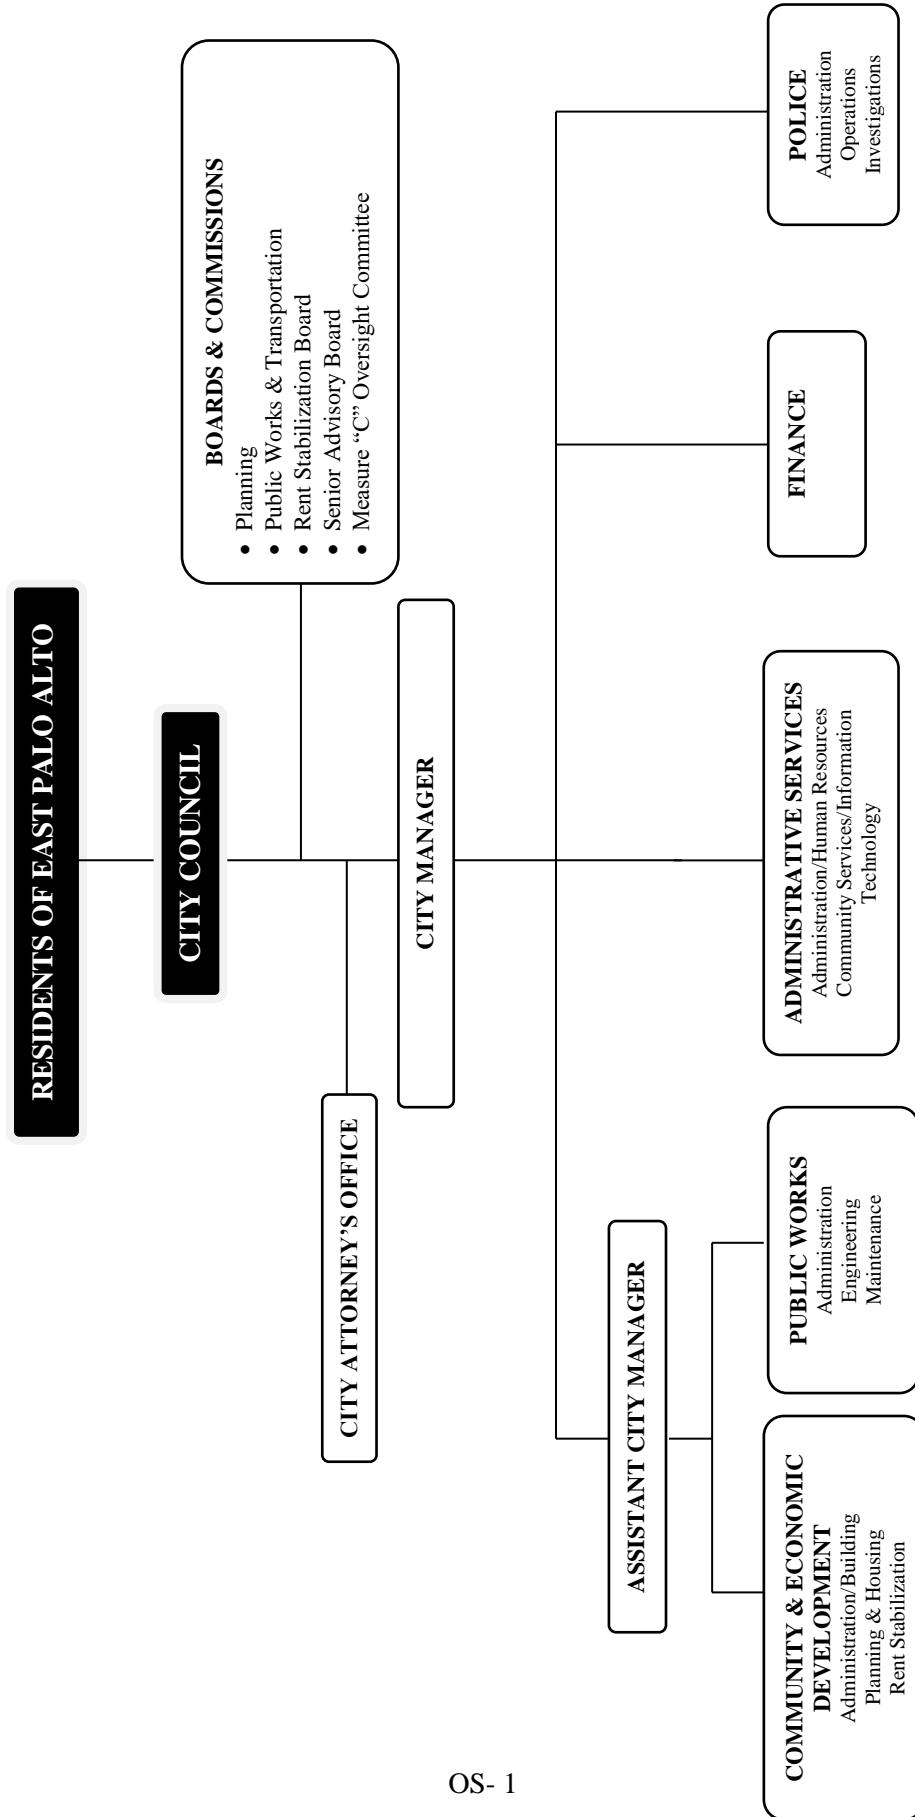 RESIDENTS OF EAST PALO ALTO
CITY COUNCIL
BOARDS & COMMISSIONS
• Planning
• Public Works & Transportation
• Rent Stabilization Board
• Senior Advisory Board
• Measure “C” Oversight Committee
CITY ATTORNEY’S OFFICE
CITY MANAGER
ASSISTANT CITY MANAGER
COMMUNITY & ECONOMIC
DEVELOPMENT
Administration/Building
Planning & Housing
Rent Stabilization
PUBLIC WORKS
Administration
Engineering
Maintenance
ADMINISTRATIVE SERVICES
Administration/Human Resources
Community Services/Information
Technology
FINANCE
POLICE
Administration
Operations
Investigations
OS- 1